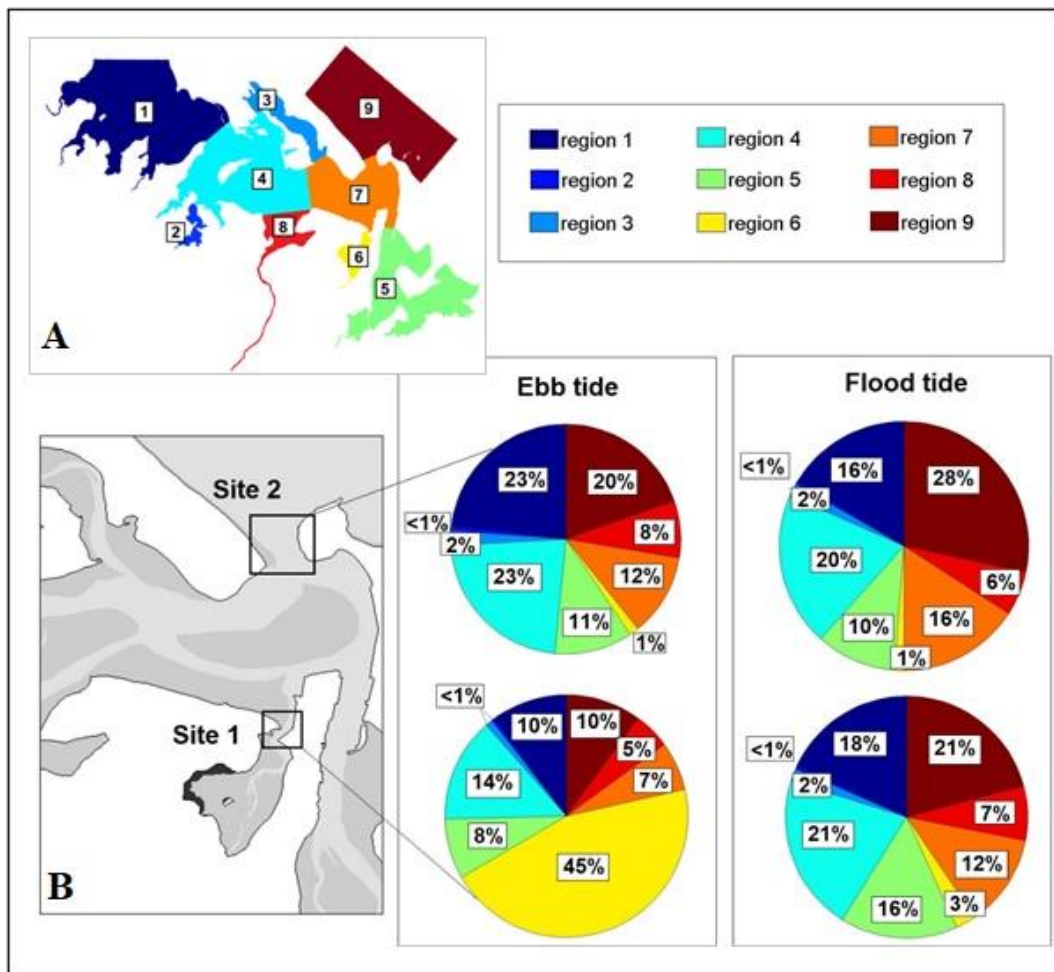 1
3
9
4
7
2
8
6
5
A
region 1
region 4
region 7
region 2
region 5
region 8
region 3
region 6
region 9
Site 2
Site 1
B
Ebb tide
23%
20%
<1%
8%
2%
23%
12%
11%
1%
<1%
10%
10%
5%
14%
7%
8%
45%
Flood tide
<1%
16%
28%
2%
20%
6%
10%
16%
1%
<1%
18%
21%
2%
7%
21%
12%
3%
16%